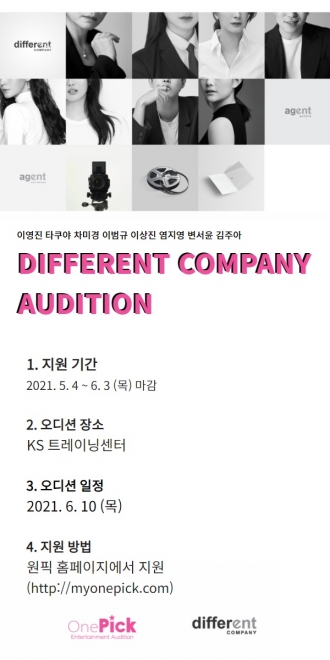 different
COMPANY
agent
agent
이영진 타쿠야 차미경 이범규 이상진 염지영 변서윤 김주아
DIFFERENT COMPANY
AUDITION
1. 지원 기간
2021. 5. 4 ~ 6. 3 (목) 마감
2. 오디션 장소
KS 트레이닝센터
3. 오디션 일정
2021. 6. 10 (목)
4. 지원 방법
원픽 홈페이지에서 지원
(http://myonepick.com)
OnePick
Entertainment Audition
different
COMPANY